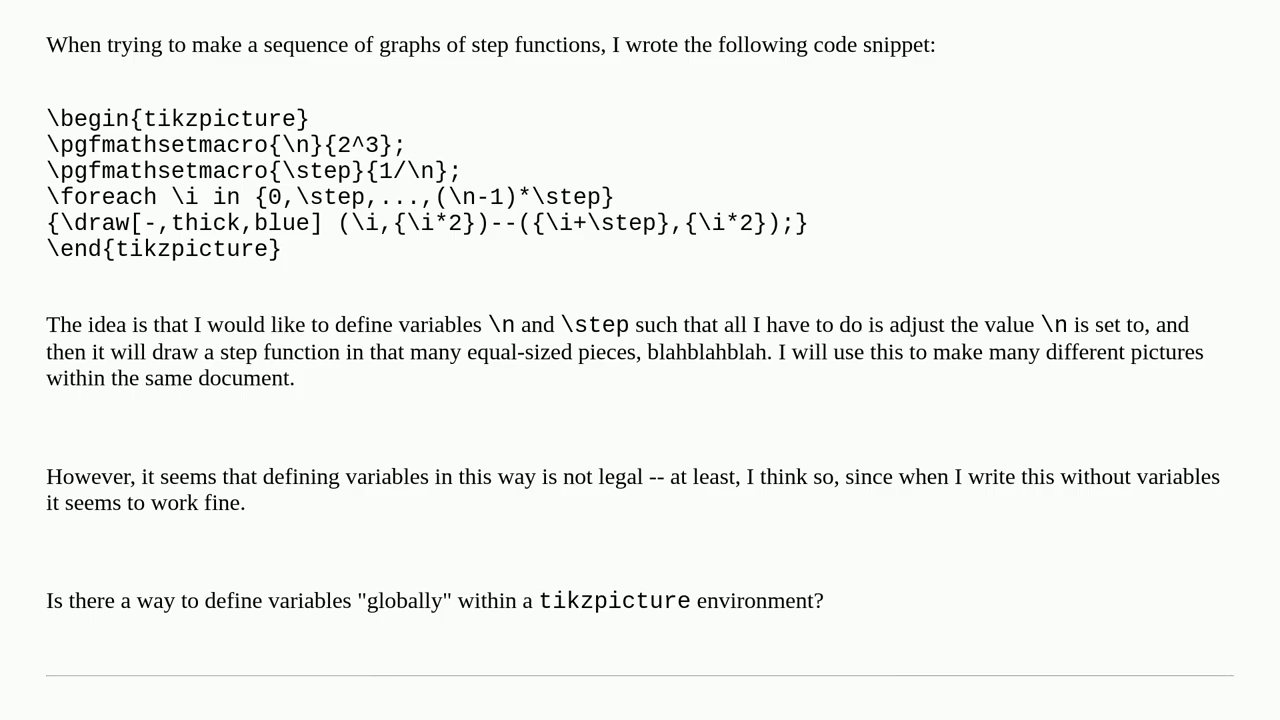 When trying to make a sequence of graphs of step functions, I wrote the following code snippet:
\begin{tikzpicture}
\pgfmathsetmacro{\n}{2^3};
\pgfmathsetmacro{\step}{1/\n};
\foreach \i in {0,\step,...,(\n-1)*\step}
{\draw[-,thick,blue] (\i,{\i*2})--({\i+\step},{\i*2});}
\end{tikzpicture}
The idea is that I would like to define variables \n and \step such that all I have to do is adjust the value \n is set to, and
then it will draw a step function in that many equal-sized pieces, blahblahblah. I will use this to make many different pictures
within the same document.
However, it seems that defining variables in this way is not legal -- at least, I think so, since when I write this without variables
it seems to work fine.
Is there a way to define variables "globally" within a tikzpicture environment?